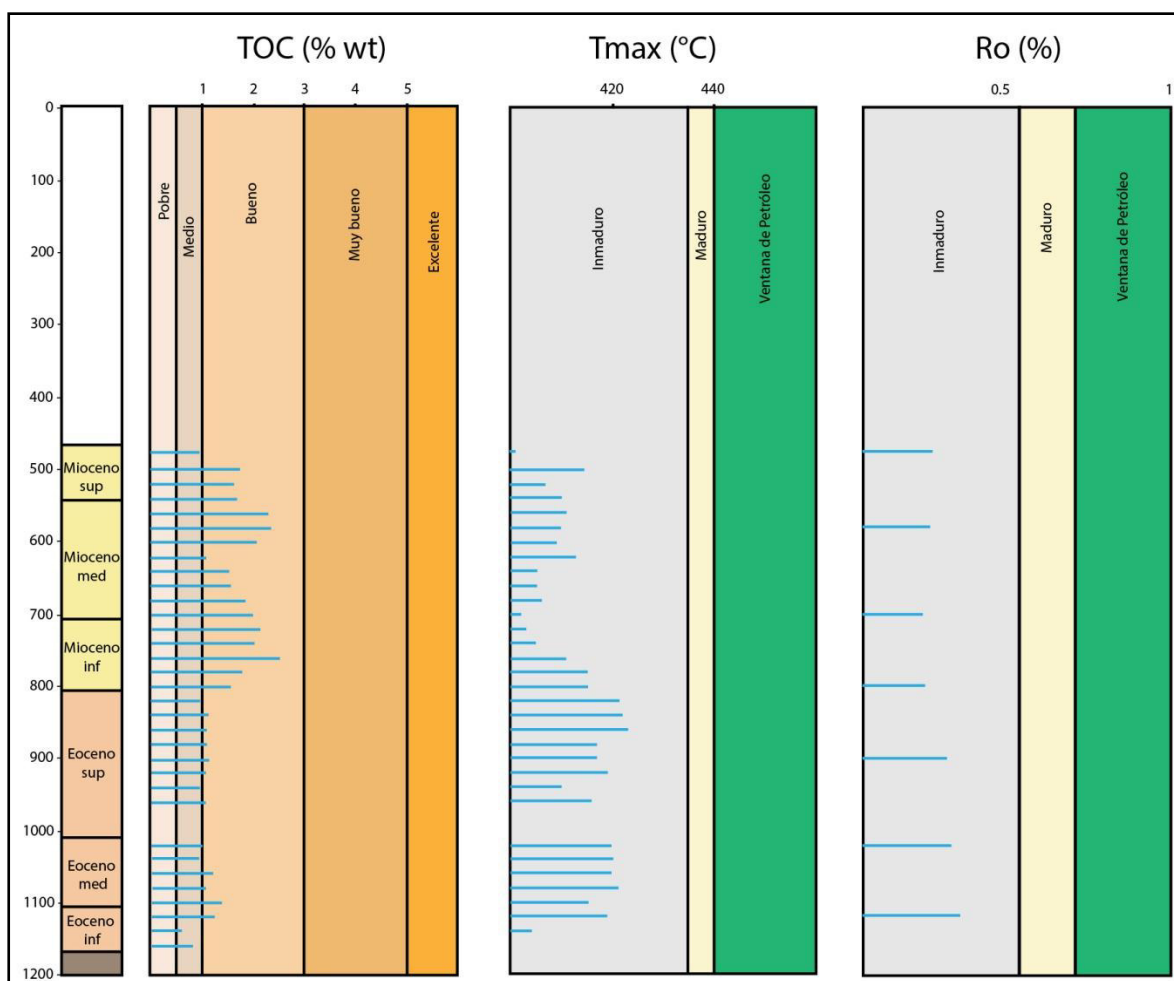 TOC (% wt)
Tmax (°C)
Ro (%)
1
2
3
4
5
420
440
0.5
1
0
100
200
300
400
500
600
700
800
900
1000
1100
1200
Mioceno
sup
Mioceno
med
Mioceno
inf
Eoceno
sup
Eoceno
med
Eoceno
inf
Pobre
Medio
Bueno
Muy bueno
Excelente
Inmaduro
Maduro
Ventana de Petróleo
Inmaduro
Maduro
Ventana de Petróleo